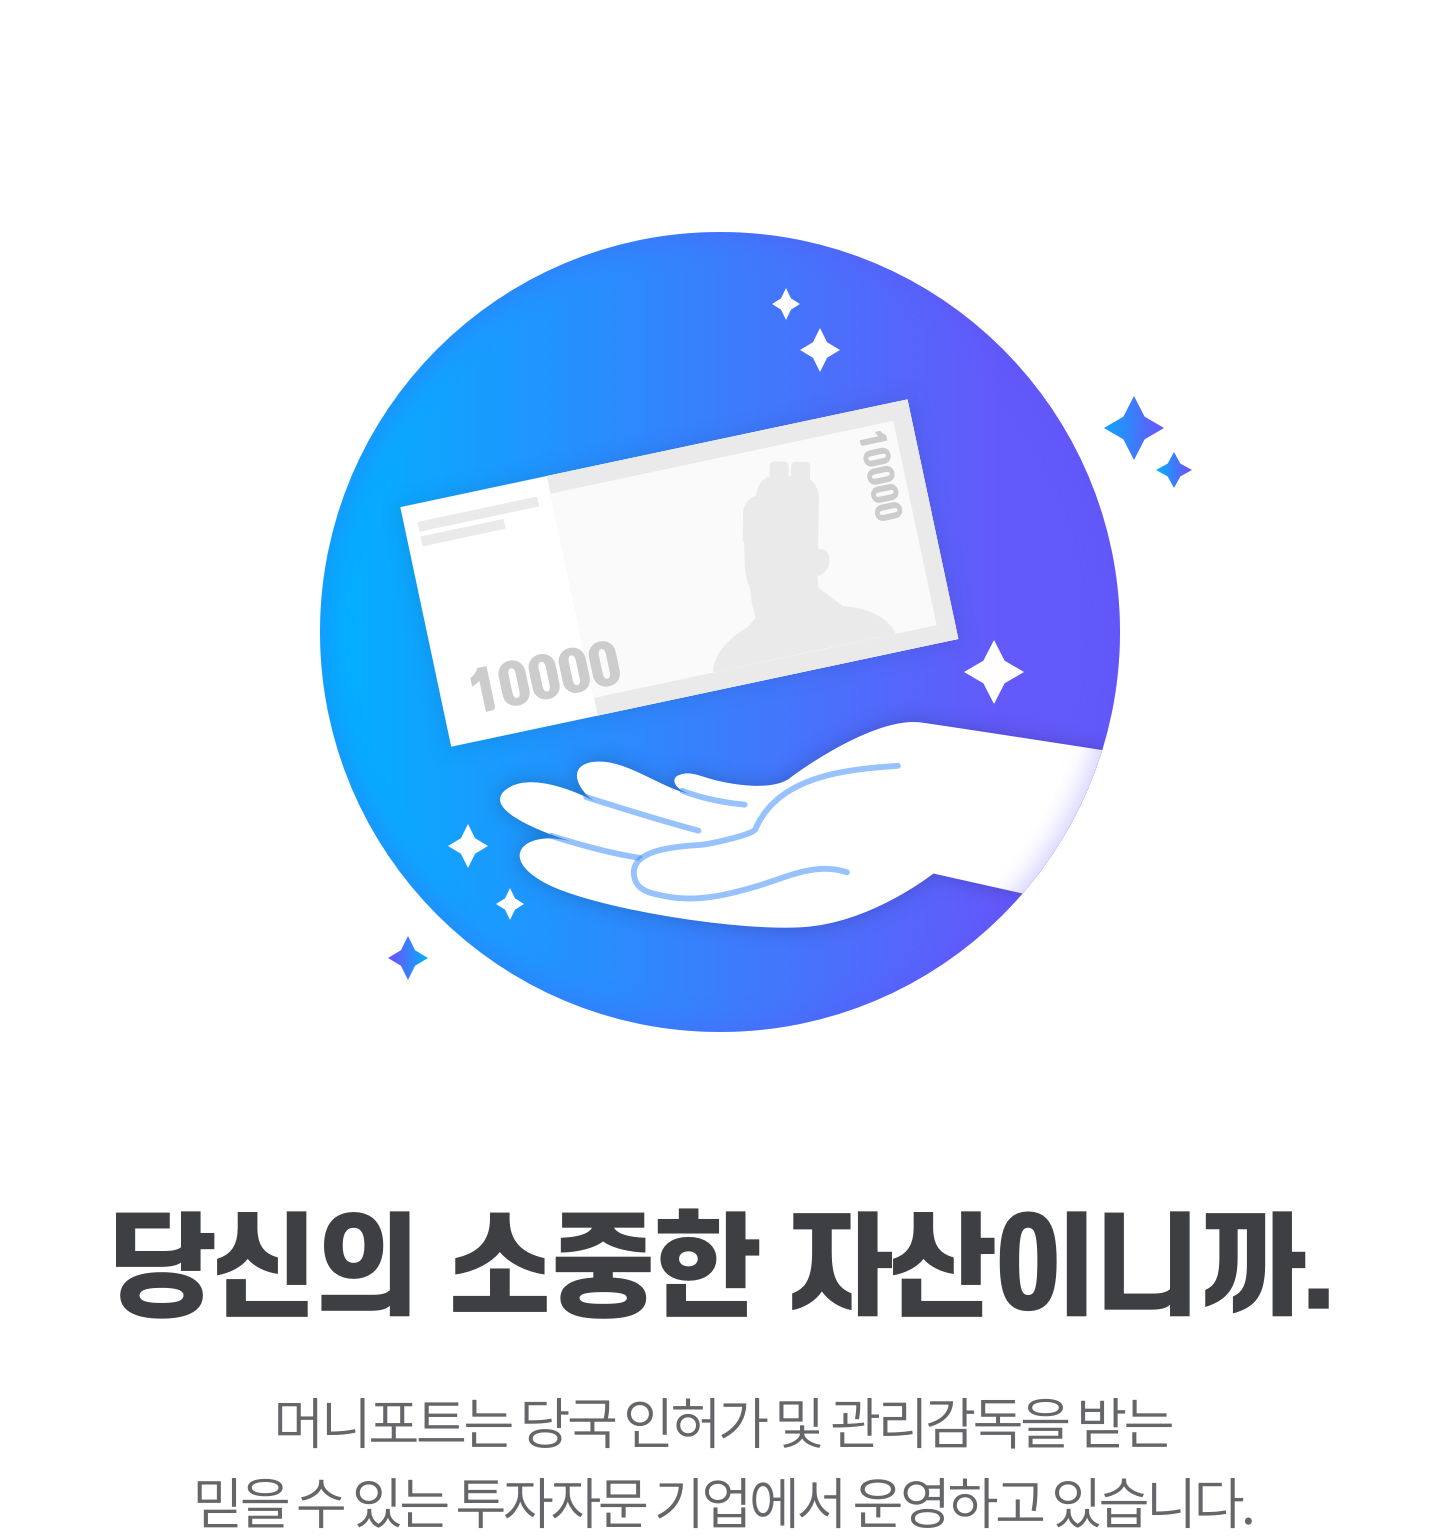 10000
10000
당신의 소중한 자산이니까.
머니포트는 당국 인허가 및 관리감독을 받는
믿을 수 있는 투자자문 기업에서 운영하고 있습니다.